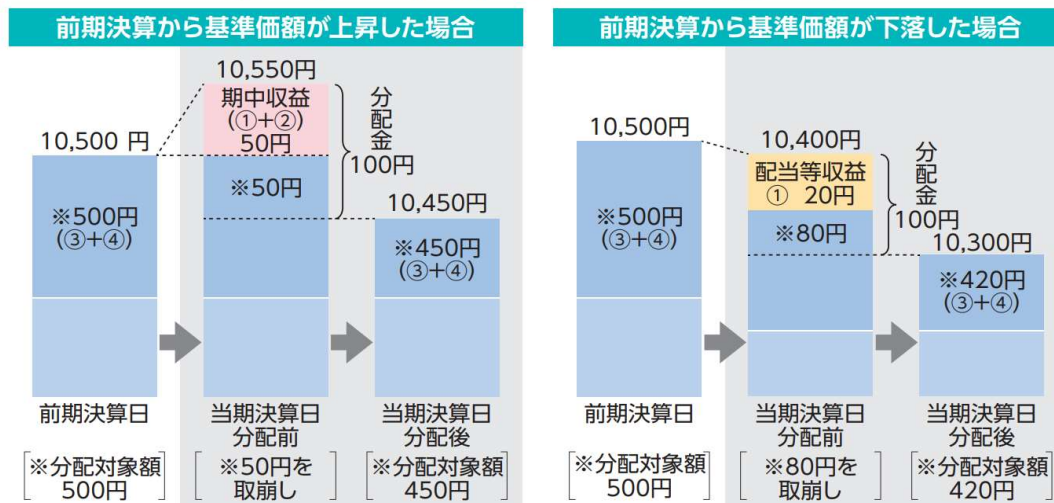 前期決算から基準価額が上昇した場合
10,550円
期中収益
(①+②)
50円
分配金
100円
10,500 円
※500円
(③+④)
※50円
10,450円
※450円
(③+④)
前期決算日
当期決算日
分配前
当期決算日
分配後
※分配対象額
500円
※50円を
取崩し
※分配対象額
450円
前期決算から基準価額が下落した場合
10,500円
※500円
(③+④)
10,400円
配当等収益
① 20円
※80円
分配金
100円
10,300円
※420円
(③+④)
前期決算日
当期決算日
分配前
当期決算日
分配後
※分配対象額
500円
※80円を
取崩し
※分配対象額
420円